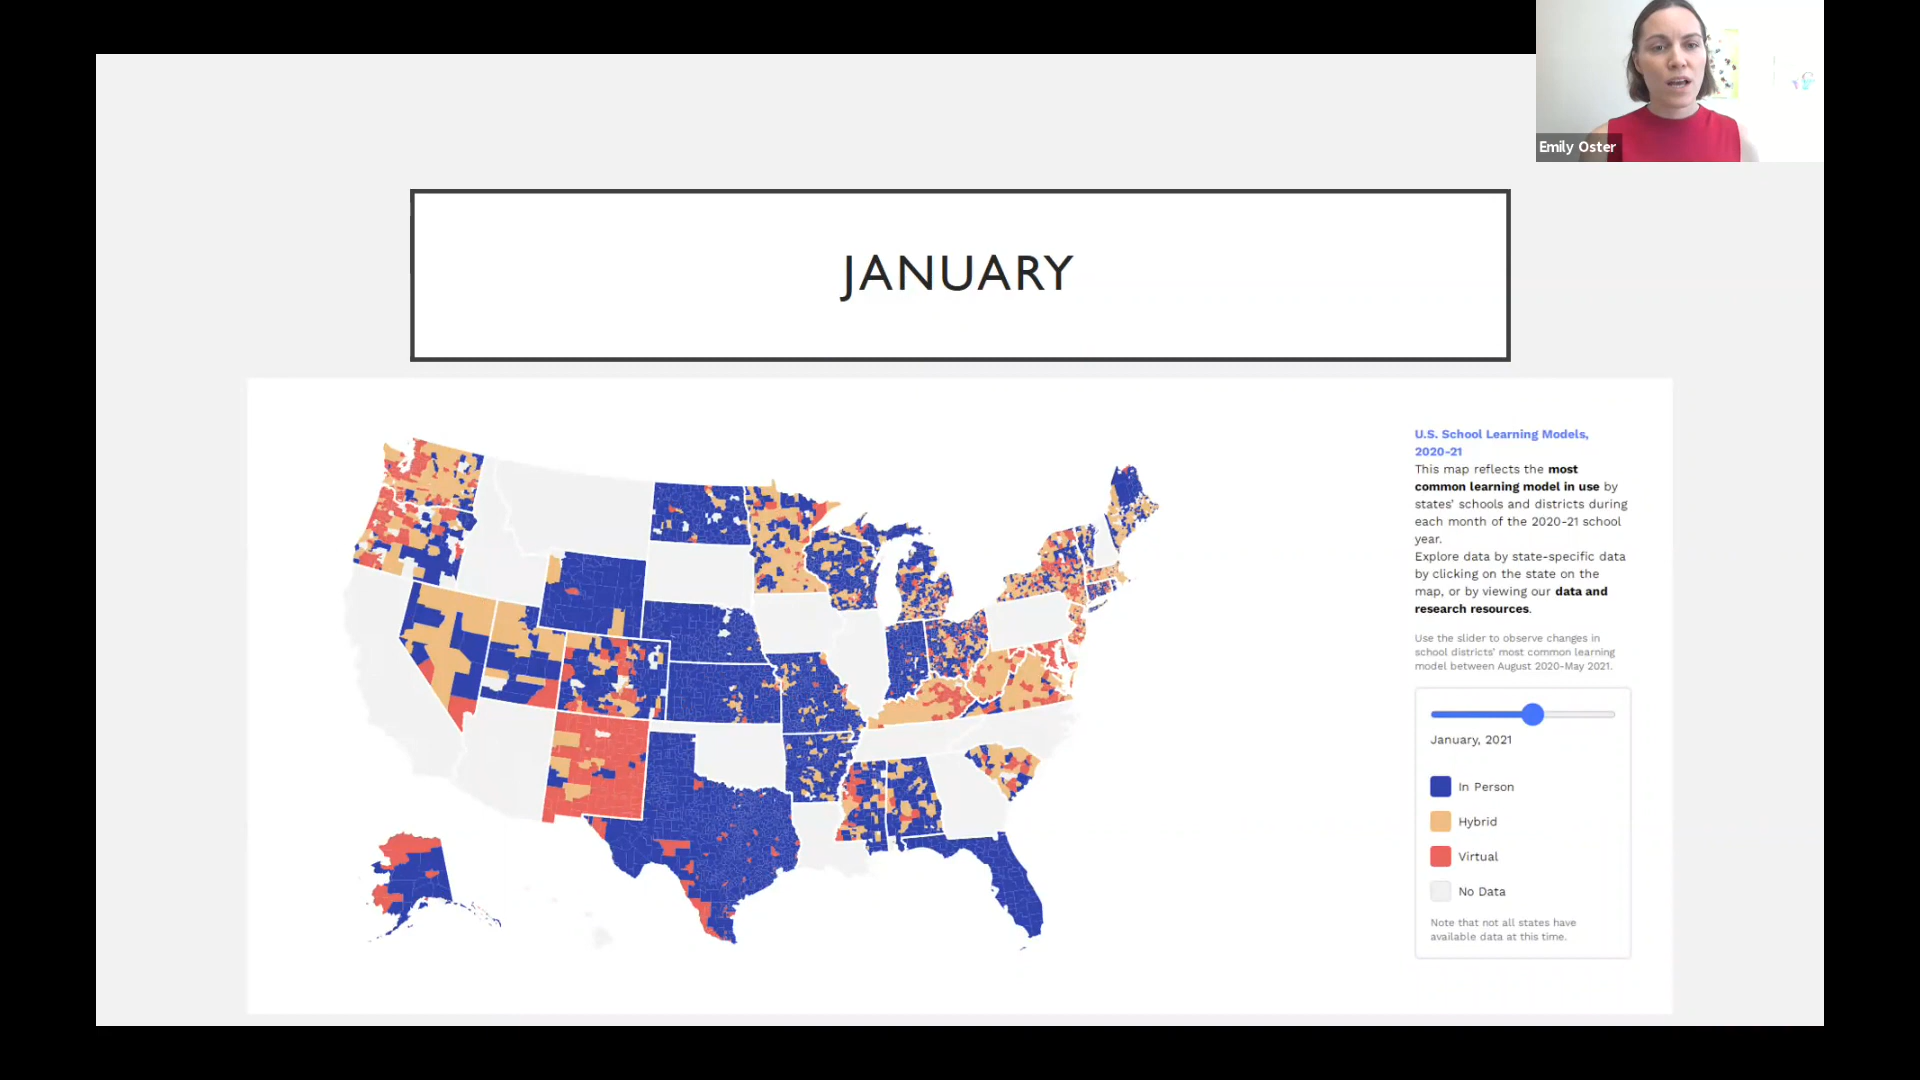 Emily Oster
JANUARY
U.S. School Learning Models,
2020-21
This map reflects the most
common learning model in use by
states' schools and districts during
each month of the 2020-21 school
year.
Explore data by state-specific data
by clicking on the state on the
map, or by viewing our data and
research resources.
Use the slider to observe changes in
school districts' most common learning
model between August 2020-May 2021.
January, 2021
In Person
Hybrid
Virtual
No Data
Note that not all states have
available data at this time.